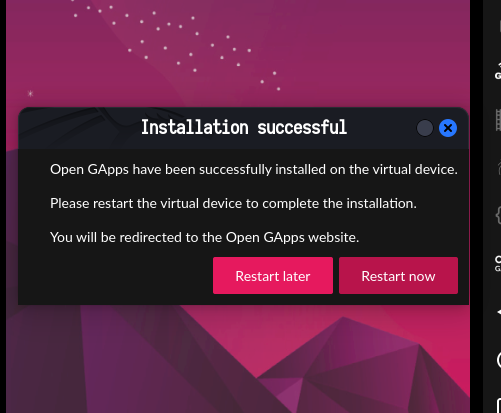 Installation successful
Open GApps have been successfully installed on the virtual device.
Please restart the virtual device to complete the installation.
You will be redirected to the Open GApps website.
Restart later
Restart now